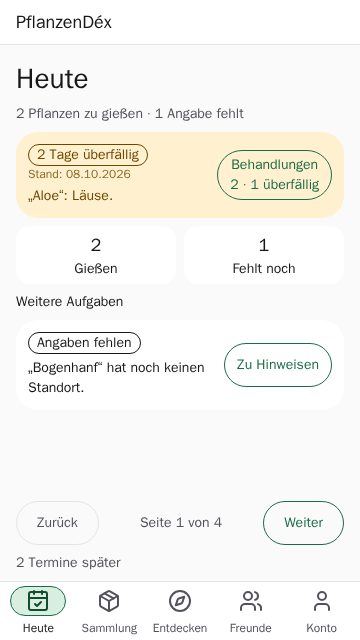 PflanzenDéx
Heute
2 Pflanzen zu gießen · 1 Angabe fehlt
2 Tage überfällig
Stand: 08.10.2026
„Aloe“: Läuse.
Behandlungen
2 · 1 überfällig
2
Gießen
1
Fehlt noch
Weitere Aufgaben
Angaben fehlen
„Bogenhanf“ hat noch keinen
Standort.
Zu Hinweisen
Zurück
Seite 1 von 4
Weiter
2 Termine später
Heute
Sammlung
Entdecken
Freunde
Konto